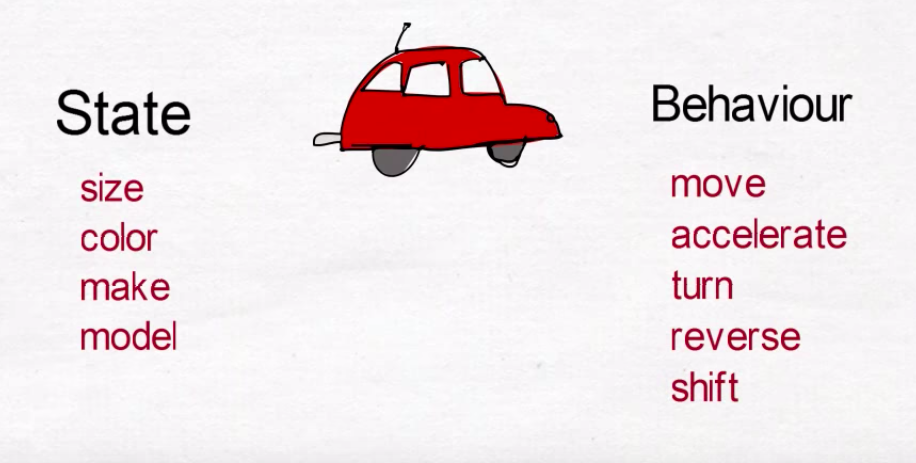 State
size
color
make
model
Behaviour
move
accelerate
turn
reverse
shift